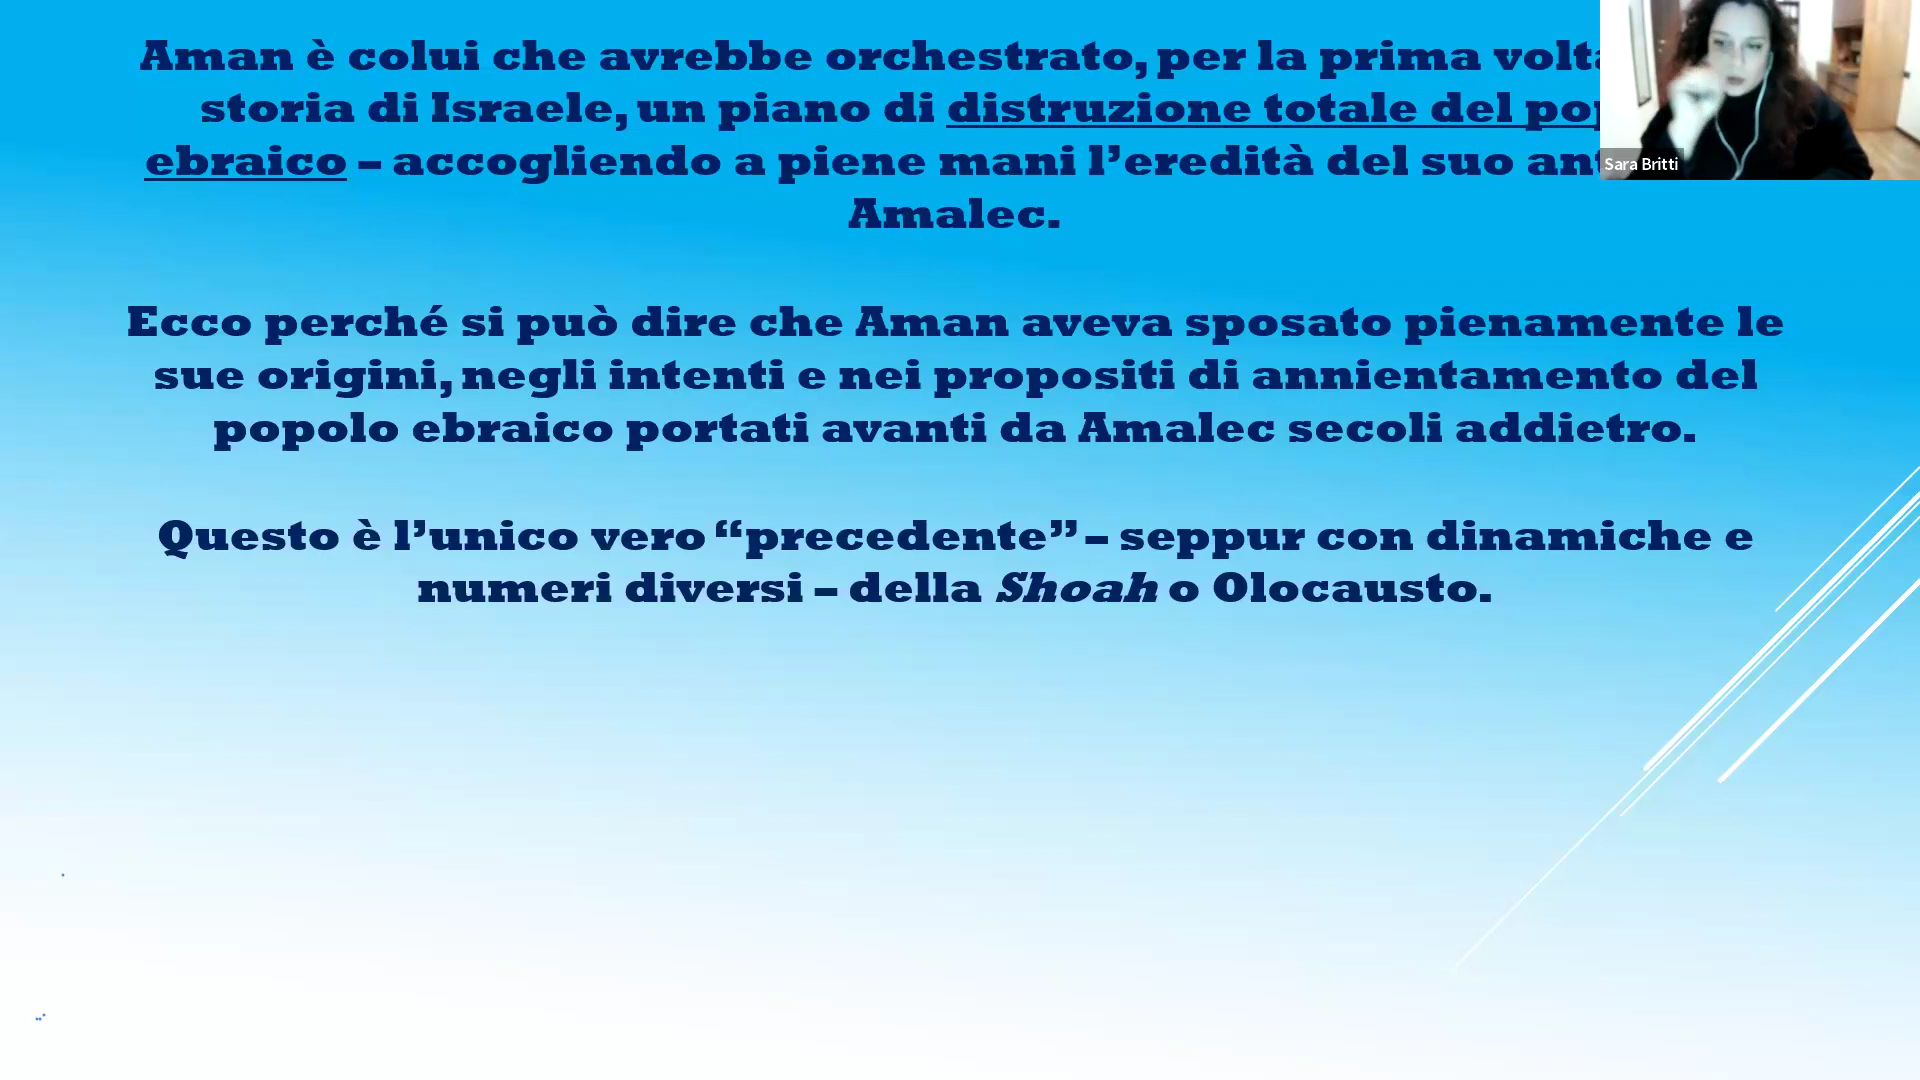 Aman è colui che avrebbe orchestrato, per la prima
storia di Israele, un piano di distruzione totale del
ebraico – accogliendo a piene mani l’eredità del suo
Amalec.
Ecco perché si può dire che Aman aveva sposato pienamente le
sue origini, negli intenti e nei propositi di annientamento del
popolo ebraico portati avanti da Amalec secoli addietro.
Questo è l’unico vero “precedente” – seppur con dinamiche e
numeri diversi – della Shoah o Olocausto.
Sara Britti